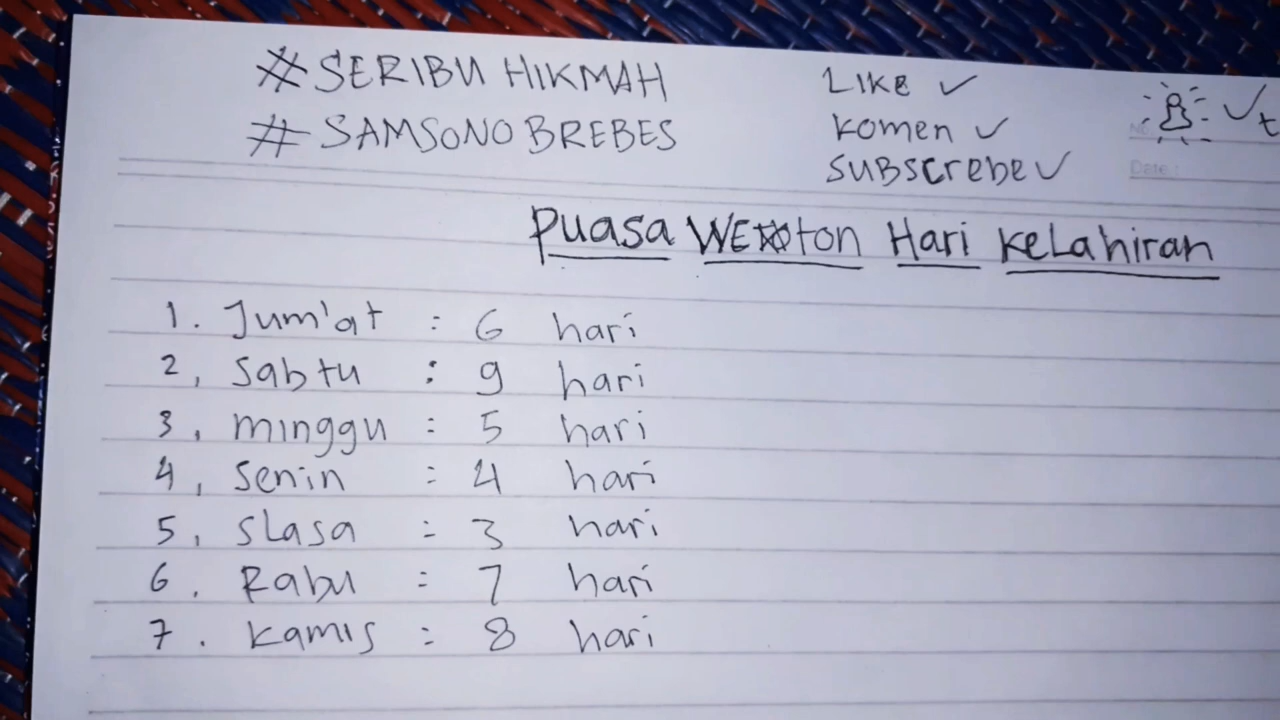 #SERIBU HIKMAH
#SAMSONO BREBES
LIKE ✓
komen ✓
SUBSCREBE ✓
✓ t
No.
Date:
Puasa WEton Hari KeLahiran
1. Jum'at : 6 hari
2, Sabtu : 9 hari
3, minggu : 5 hari
4, Senin : 4 hari
5, SLasa : 3 hari
6. Rabu : 7 hari
7. Kamis : 8 hari